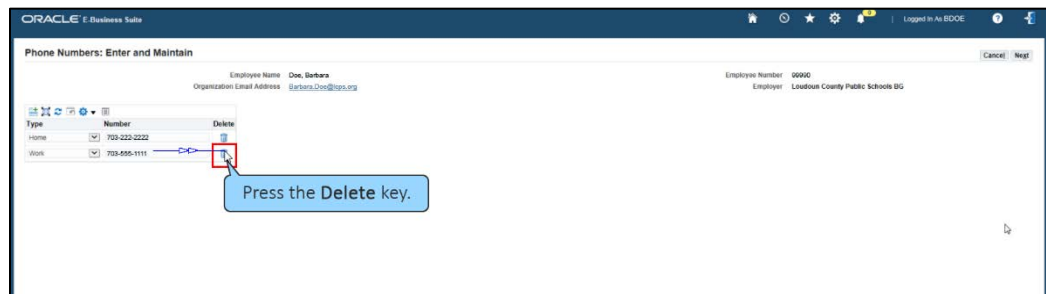 ORACLE E-Business Suite
0
Logged In As BDOE
Phone Numbers: Enter and Maintain
Cancel Next
Employee Name Doe, Barbara Employee Number 99990
Organization Email Address Barbara.Doe@lcps.org Employer Loudoun County Public Schools BG
Type Number Delete
Home 703-222-2222
Work 703-555-1111
Press the Delete key.